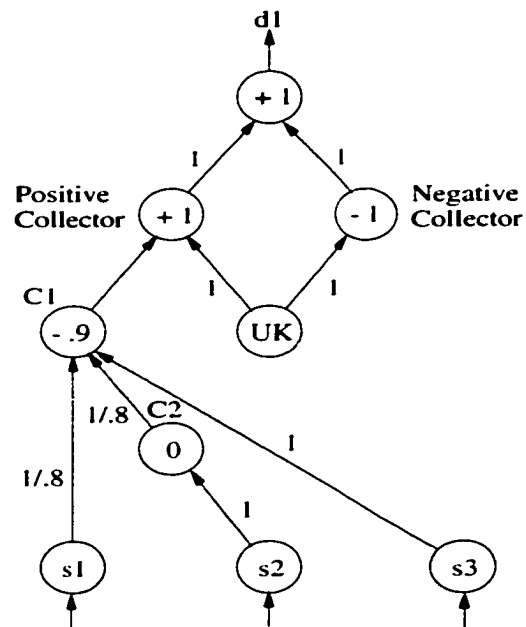 d1
+ 1
1 1
Positive Collector
+ 1
- 1
Negative Collector
1 1
C1
- .9
UK
1/.8
C2
0
1
1/.8
1
s1
s2
s3